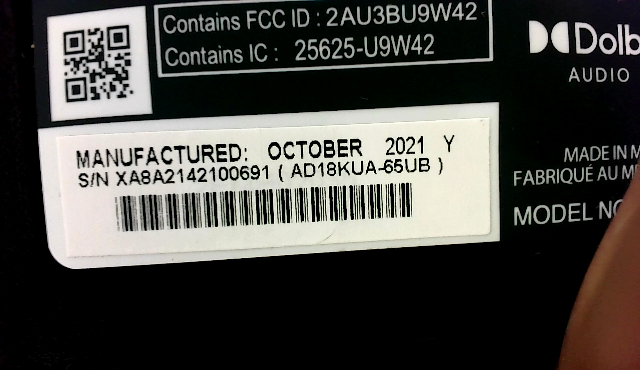 Contains FCC ID : 2AU3BU9W42
Contains IC : 25625-U9W42
AUDIO
MANUFACTURED: OCTOBER 2021 Y
S/N XA8A2142100691 ( AD18KUA-65UB )
MADE IN
FABRIQUÉ AU
MODEL